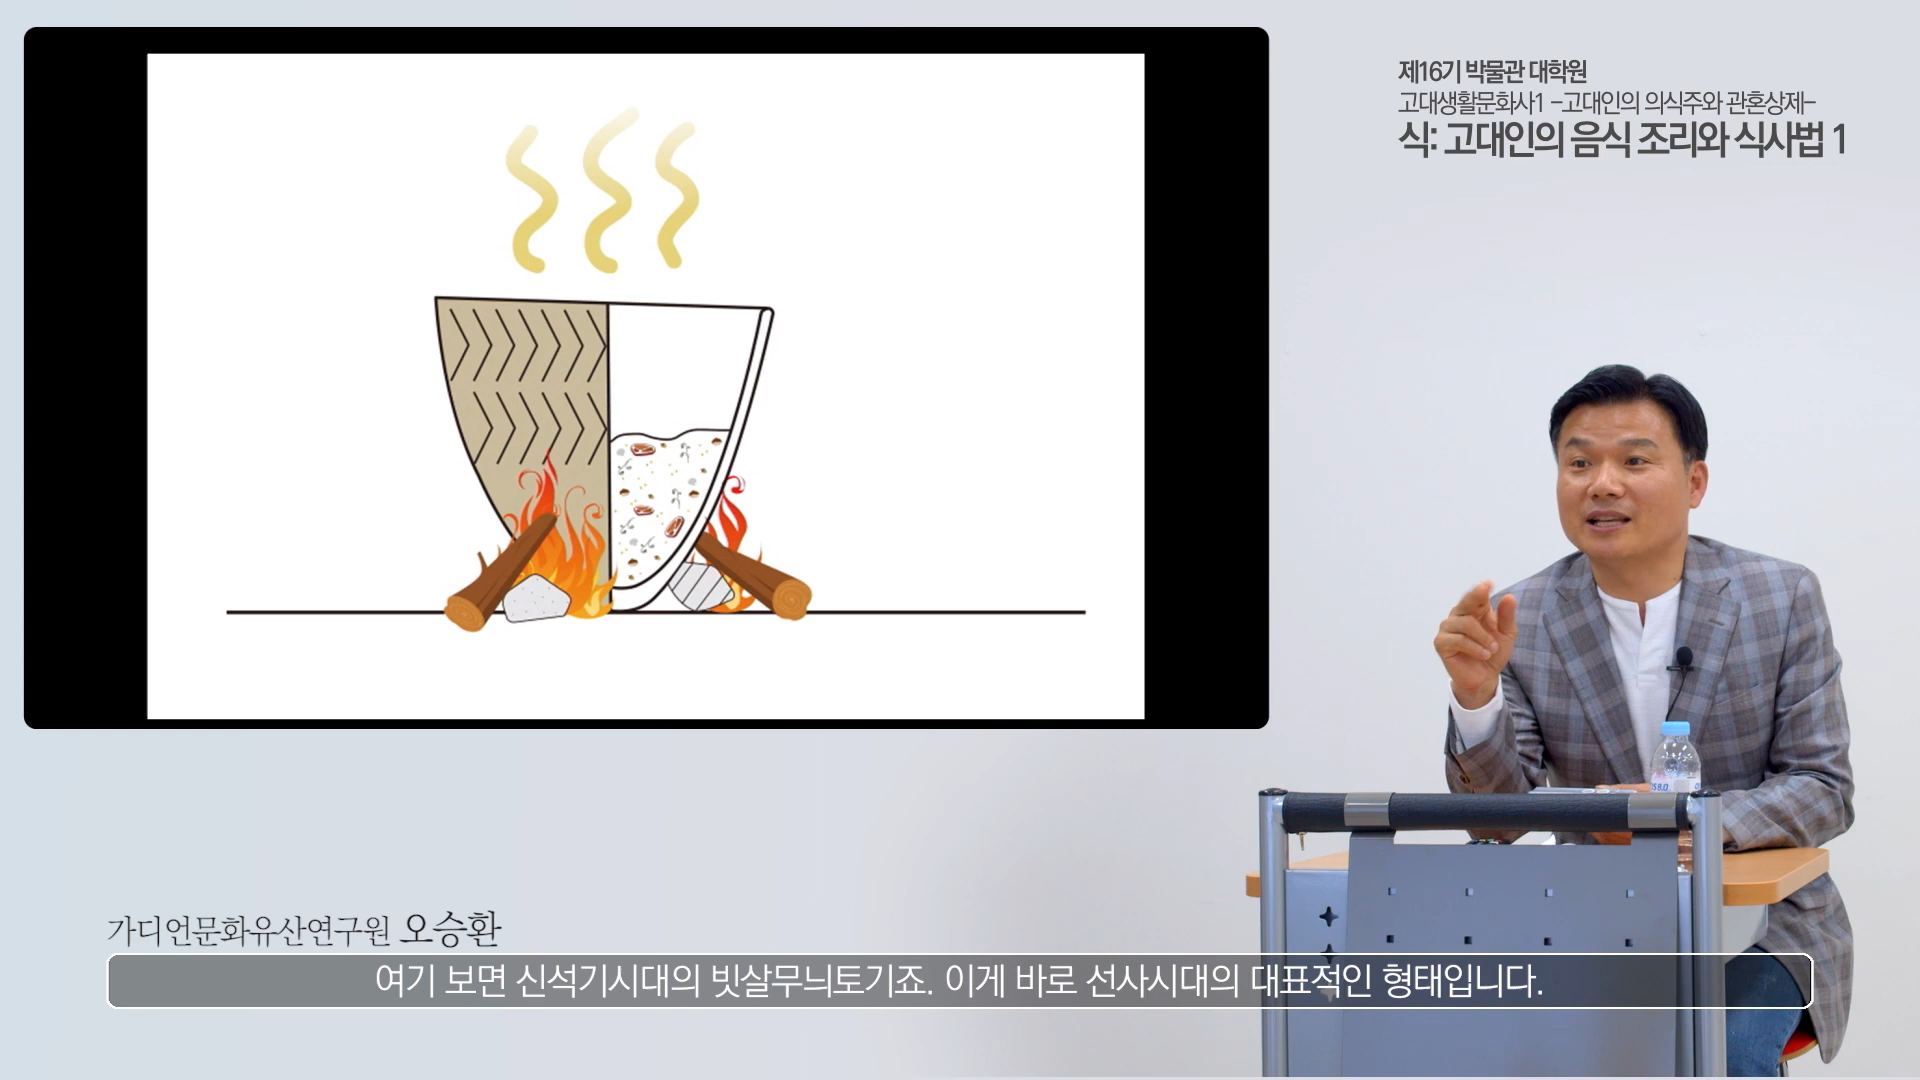 제16기 박물관 대학원
고대생활문화사1 -고대인의 의식주와 관혼상제-
식: 고대인의 음식 조리와 식사법 1
가디언문화유산연구원 오승환
여기 보면 신석기시대의 빗살무늬토기죠. 이게 바로 선사시대의 대표적인 형태입니다.